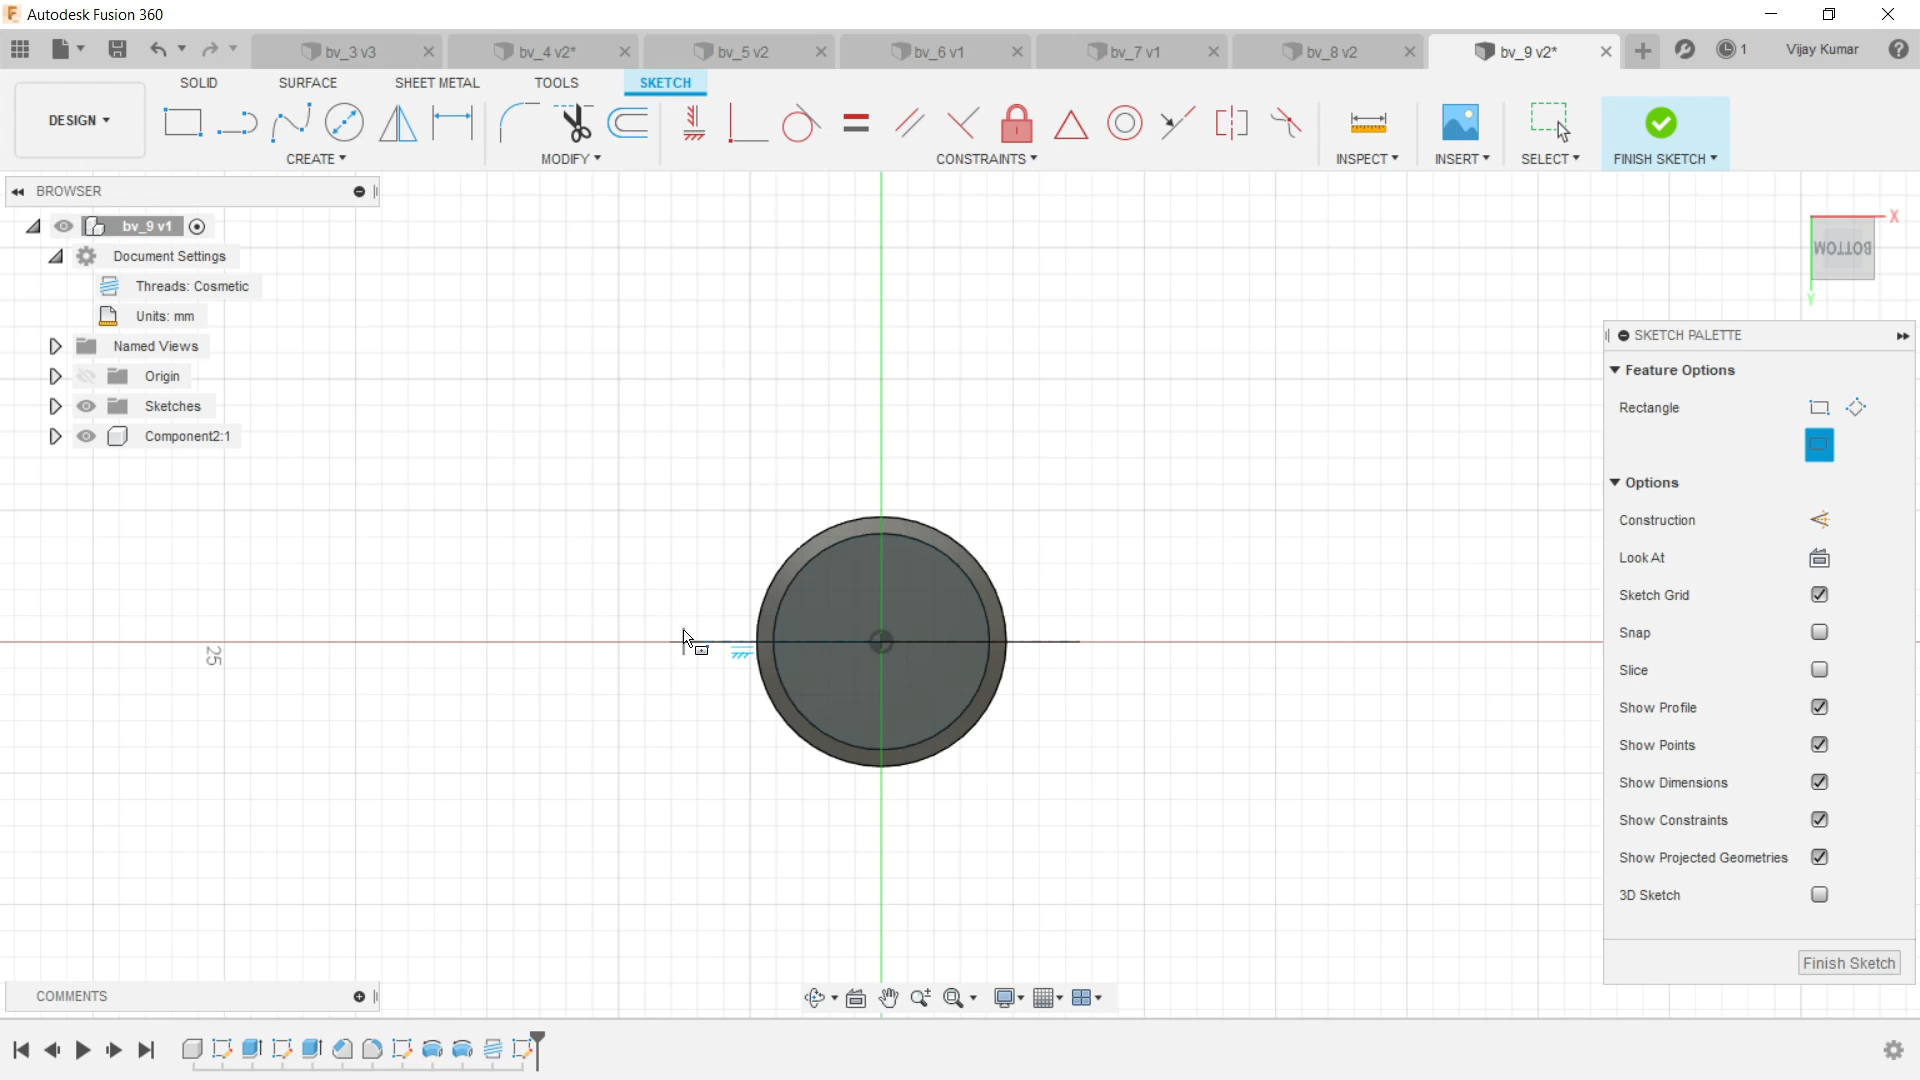 Autodesk Fusion 360
bv_3 v3
bv_4 v2*
bv_5 v2
bv_6 v1
bv_7 v1
bv_8 v2
bv_9 v2*
1
Vijay Kumar
SOLID
SURFACE
SHEET METAL
TOOLS
SKETCH
DESIGN
CREATE
MODIFY
CONSTRAINTS
INSPECT
INSERT
SELECT
FINISH SKETCH
BROWSER
bv_9 v1
Document Settings
Threads: Cosmetic
Units: mm
Named Views
Origin
Sketches
Component2:1
X
BOTTOM
Y
25
SKETCH PALETTE
Feature Options
Rectangle
Options
Construction
Look At
Sketch Grid
Snap
Slice
Show Profile
Show Points
Show Dimensions
Show Constraints
Show Projected Geometries
3D Sketch
Finish Sketch
COMMENTS